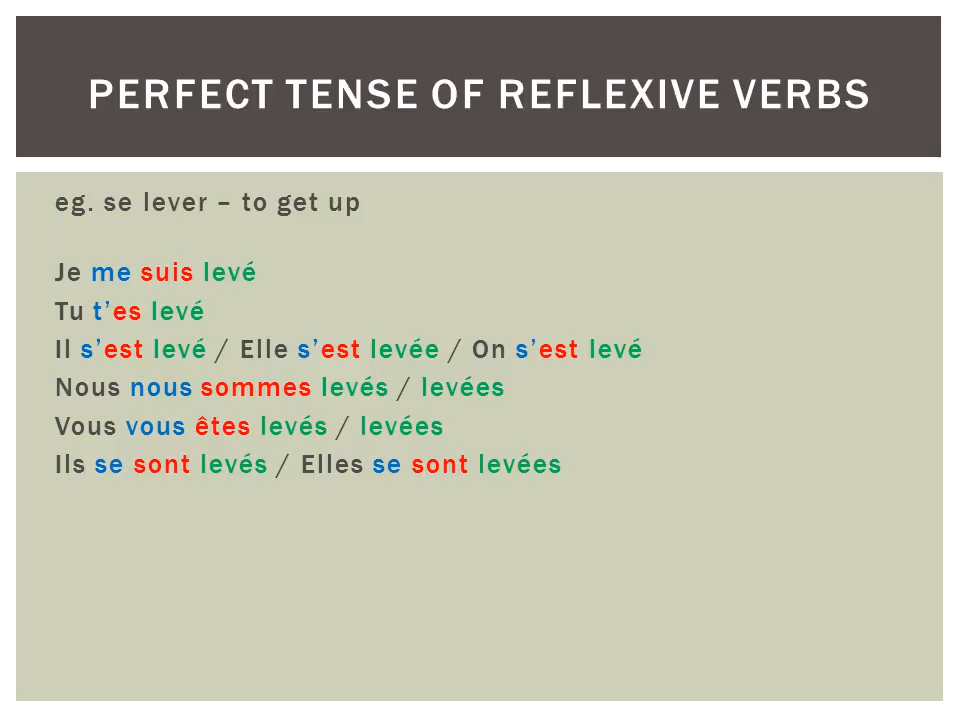 PERFECT TENSE OF REFLEXIVE VERBS
eg. se lever – to get up
Je me suis levé
Tu t’es levé
Il s’est levé / Elle s’est levée / On s’est levé
Nous nous sommes levés / levées
Vous vous êtes levés / levées
Ils se sont levés / Elles se sont levées